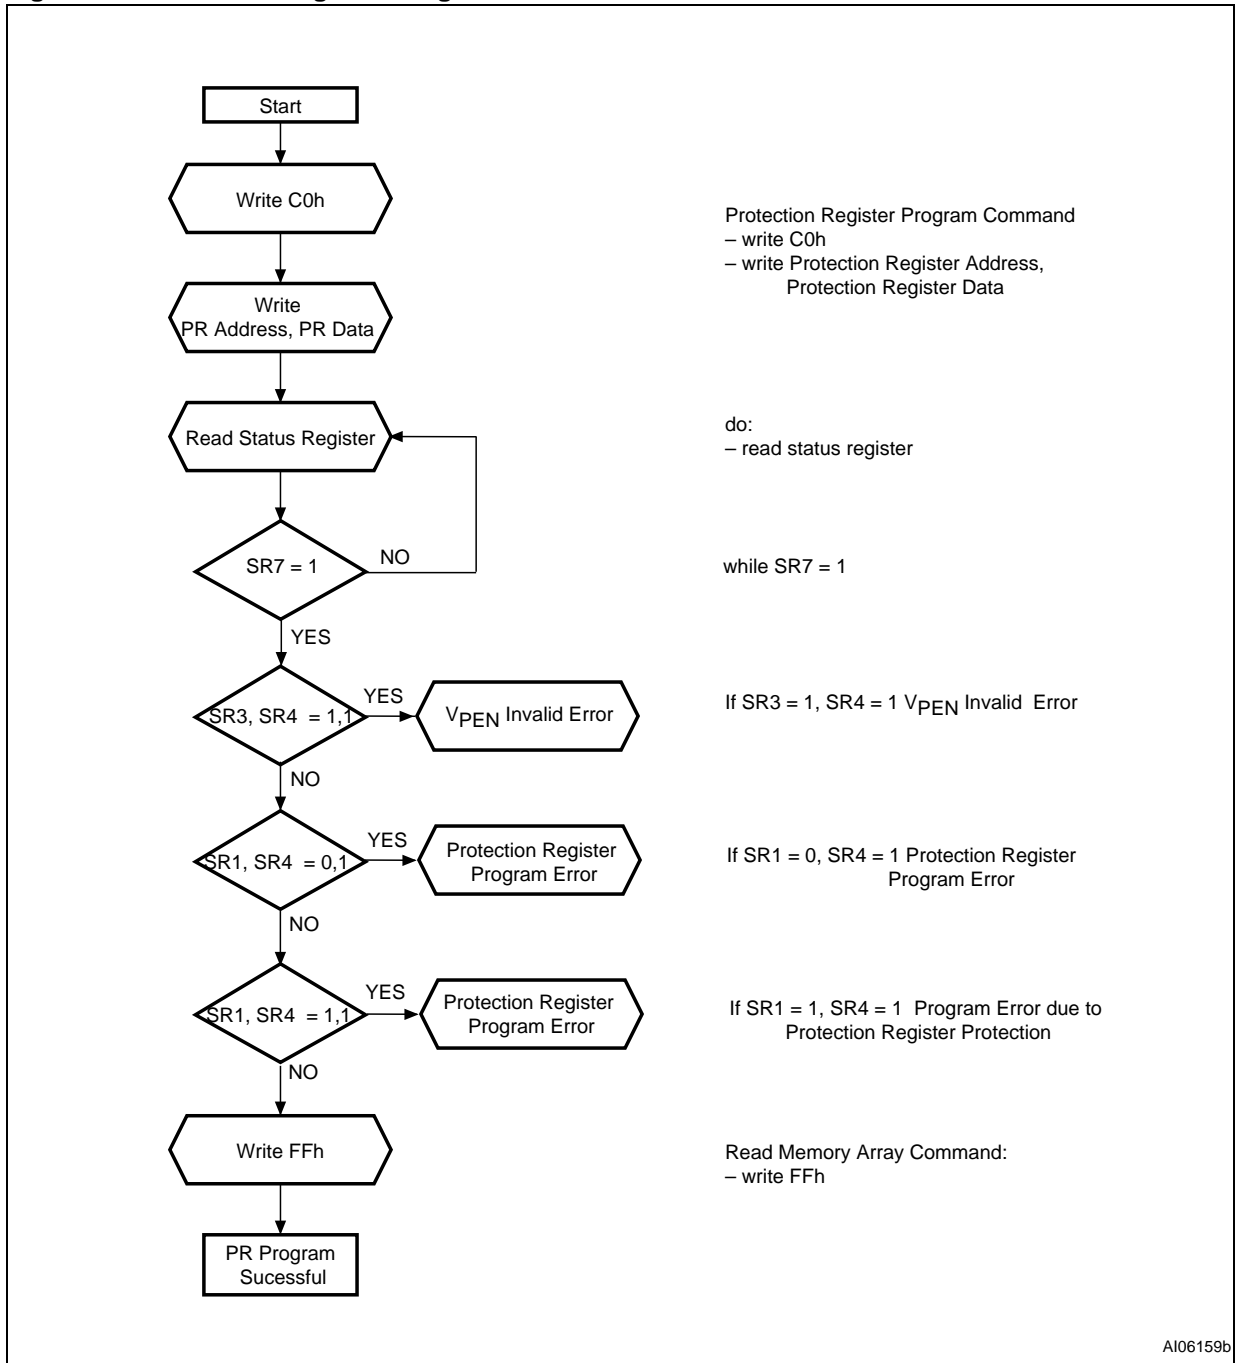 Start
Write C0h
Protection Register Program Command
– write C0h
– write Protection Register Address,
Protection Register Data
Write
PR Address, PR Data
Read Status Register
do:
– read status register
SR7 = 1
NO
while SR7 = 1
YES
SR3, SR4 = 1,1
YES
VPEN Invalid Error
If SR3 = 1, SR4 = 1 VPEN Invalid Error
NO
SR1, SR4 = 0,1
YES
Protection Register
Program Error
If SR1 = 0, SR4 = 1 Protection Register
Program Error
NO
SR1, SR4 = 1,1
YES
Protection Register
Program Error
If SR1 = 1, SR4 = 1 Program Error due to
Protection Register Protection
NO
Write FFh
Read Memory Array Command:
– write FFh
PR Program
Sucessful
AI06159b